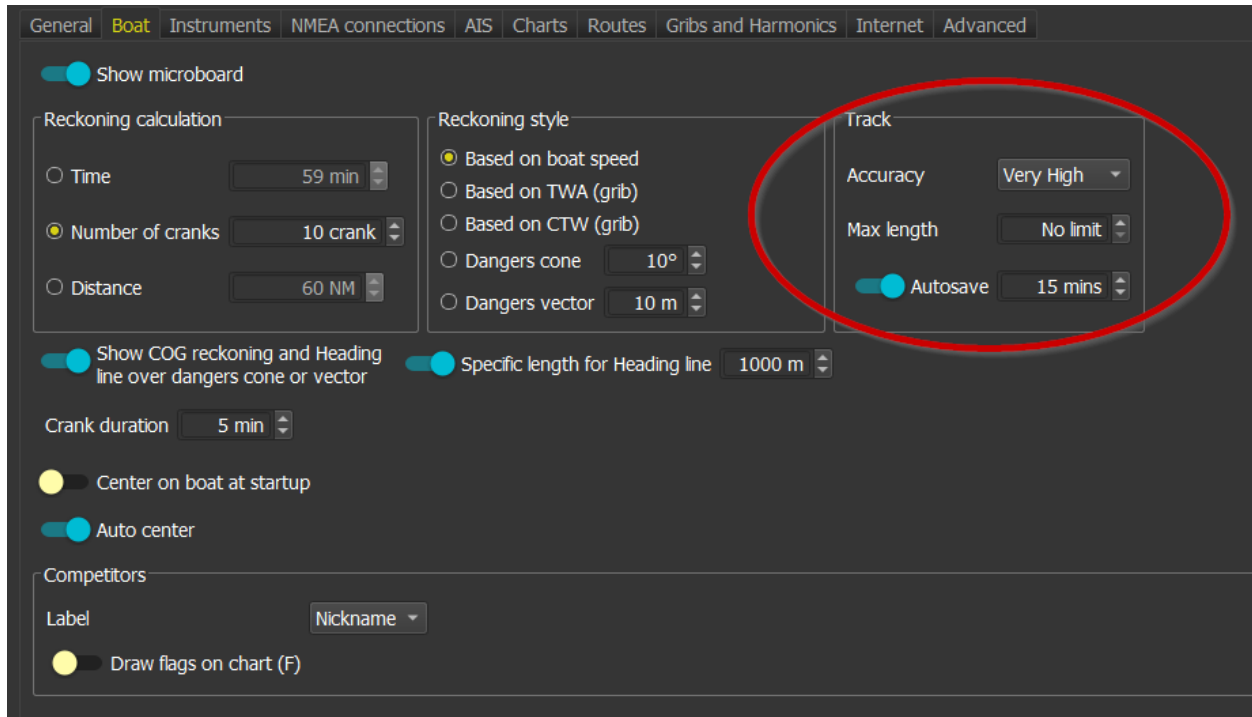 General Boat Instruments NMEA connections AIS Charts Routes Gribs and Harmonics Internet Advanced
Show microboard
Reckoning calculation
Time 59 min
Number of cranks 10 crank
Distance 60 NM
Reckoning style
Based on boat speed
Based on TWA (grib)
Based on CTW (grib)
Dangers cone 10°
Dangers vector 10 m
Track
Accuracy Very High
Max length No limit
Autosave 15 mins
Show COG reckoning and Heading
line over dangers cone or vector
Specific length for Heading line 1000 m
Crank duration 5 min
Center on boat at startup
Auto center
Competitors
Label Nickname
Draw flags on chart (F)